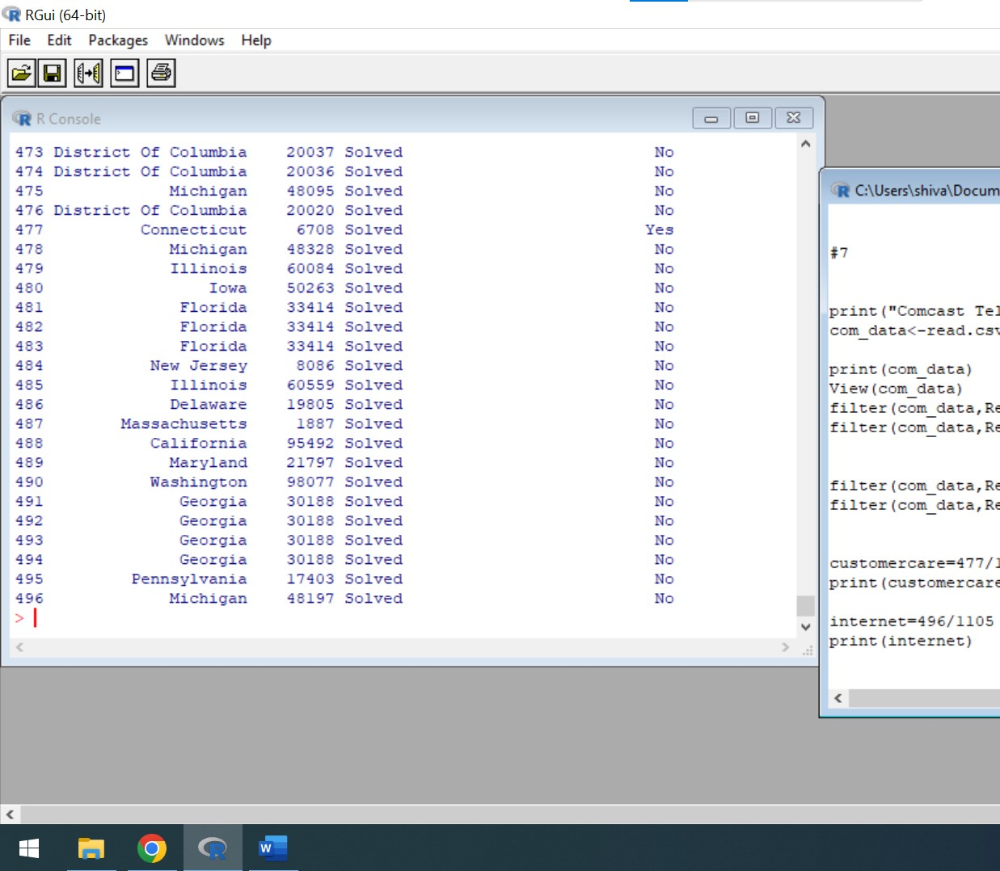 RGui (64-bit)
File Edit Packages Windows Help
R Console
473 District Of Columbia 20037 Solved No
474 District Of Columbia 20036 Solved No
475 Michigan 48095 Solved No
476 District Of Columbia 20020 Solved No
477 Connecticut 6708 Solved Yes
478 Michigan 48328 Solved No
479 Illinois 60084 Solved No
480 Iowa 50263 Solved No
481 Florida 33414 Solved No
482 Florida 33414 Solved No
483 Florida 33414 Solved No
484 New Jersey 8086 Solved No
485 Illinois 60559 Solved No
486 Delaware 19805 Solved No
487 Massachusetts 1887 Solved No
488 California 95492 Solved No
489 Maryland 21797 Solved No
490 Washington 98077 Solved No
491 Georgia 30188 Solved No
492 Georgia 30188 Solved No
493 Georgia 30188 Solved No
494 Georgia 30188 Solved No
495 Pennsylvania 17403 Solved No
496 Michigan 48197 Solved No
>
C:\Users\shiva\Docum
#7
print("Comcast Tel
com_data<-read.csv
print(com_data)
View(com_data)
filter(com_data,Re
filter(com_data,Re
filter(com_data,Re
filter(com_data,Re
customercare=477/1
print(customercare
internet=496/1105
print(internet)